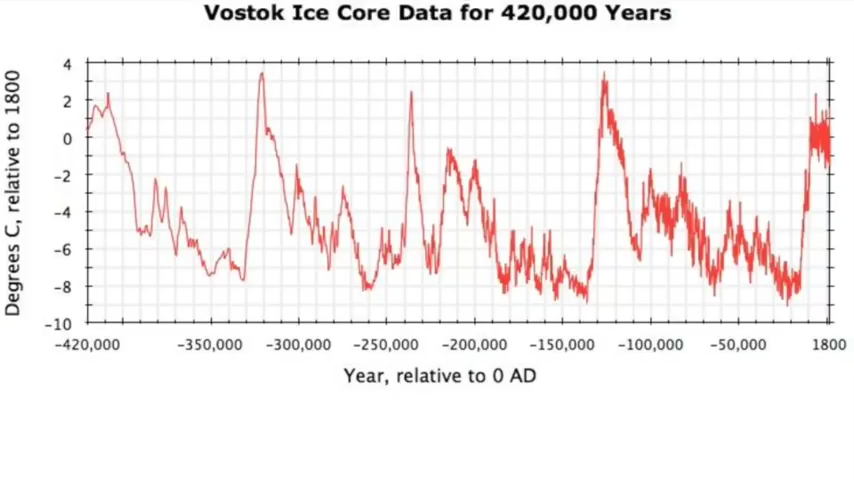 Vostok Ice Core Data for 420,000 Years
Degrees C, relative to 1800
4
2
0
−2
−4
−6
−8
−10
−420,000 −350,000 −300,000 −250,000 −200,000 −150,000 −100,000 −50,000 1800
Year, relative to 0 AD